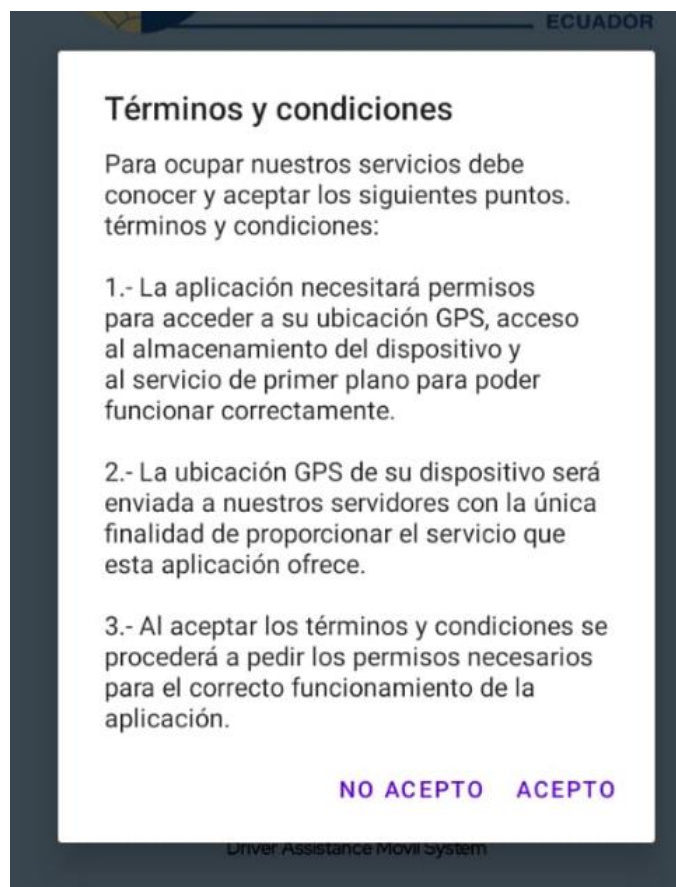 ECUADOR
Términos y condiciones
Para ocupar nuestros servicios debe
conocer y aceptar los siguientes puntos.
términos y condiciones:
1.- La aplicación necesitará permisos
para acceder a su ubicación GPS, acceso
al almacenamiento del dispositivo y
al servicio de primer plano para poder
funcionar correctamente.
2.- La ubicación GPS de su dispositivo será
enviada a nuestros servidores con la única
finalidad de proporcionar el servicio que
esta aplicación ofrece.
3.- Al aceptar los términos y condiciones se
procederá a pedir los permisos necesarios
para el correcto funcionamiento de la
aplicación.
NO ACEPTO ACEPTO
Driver Assistance Movil System